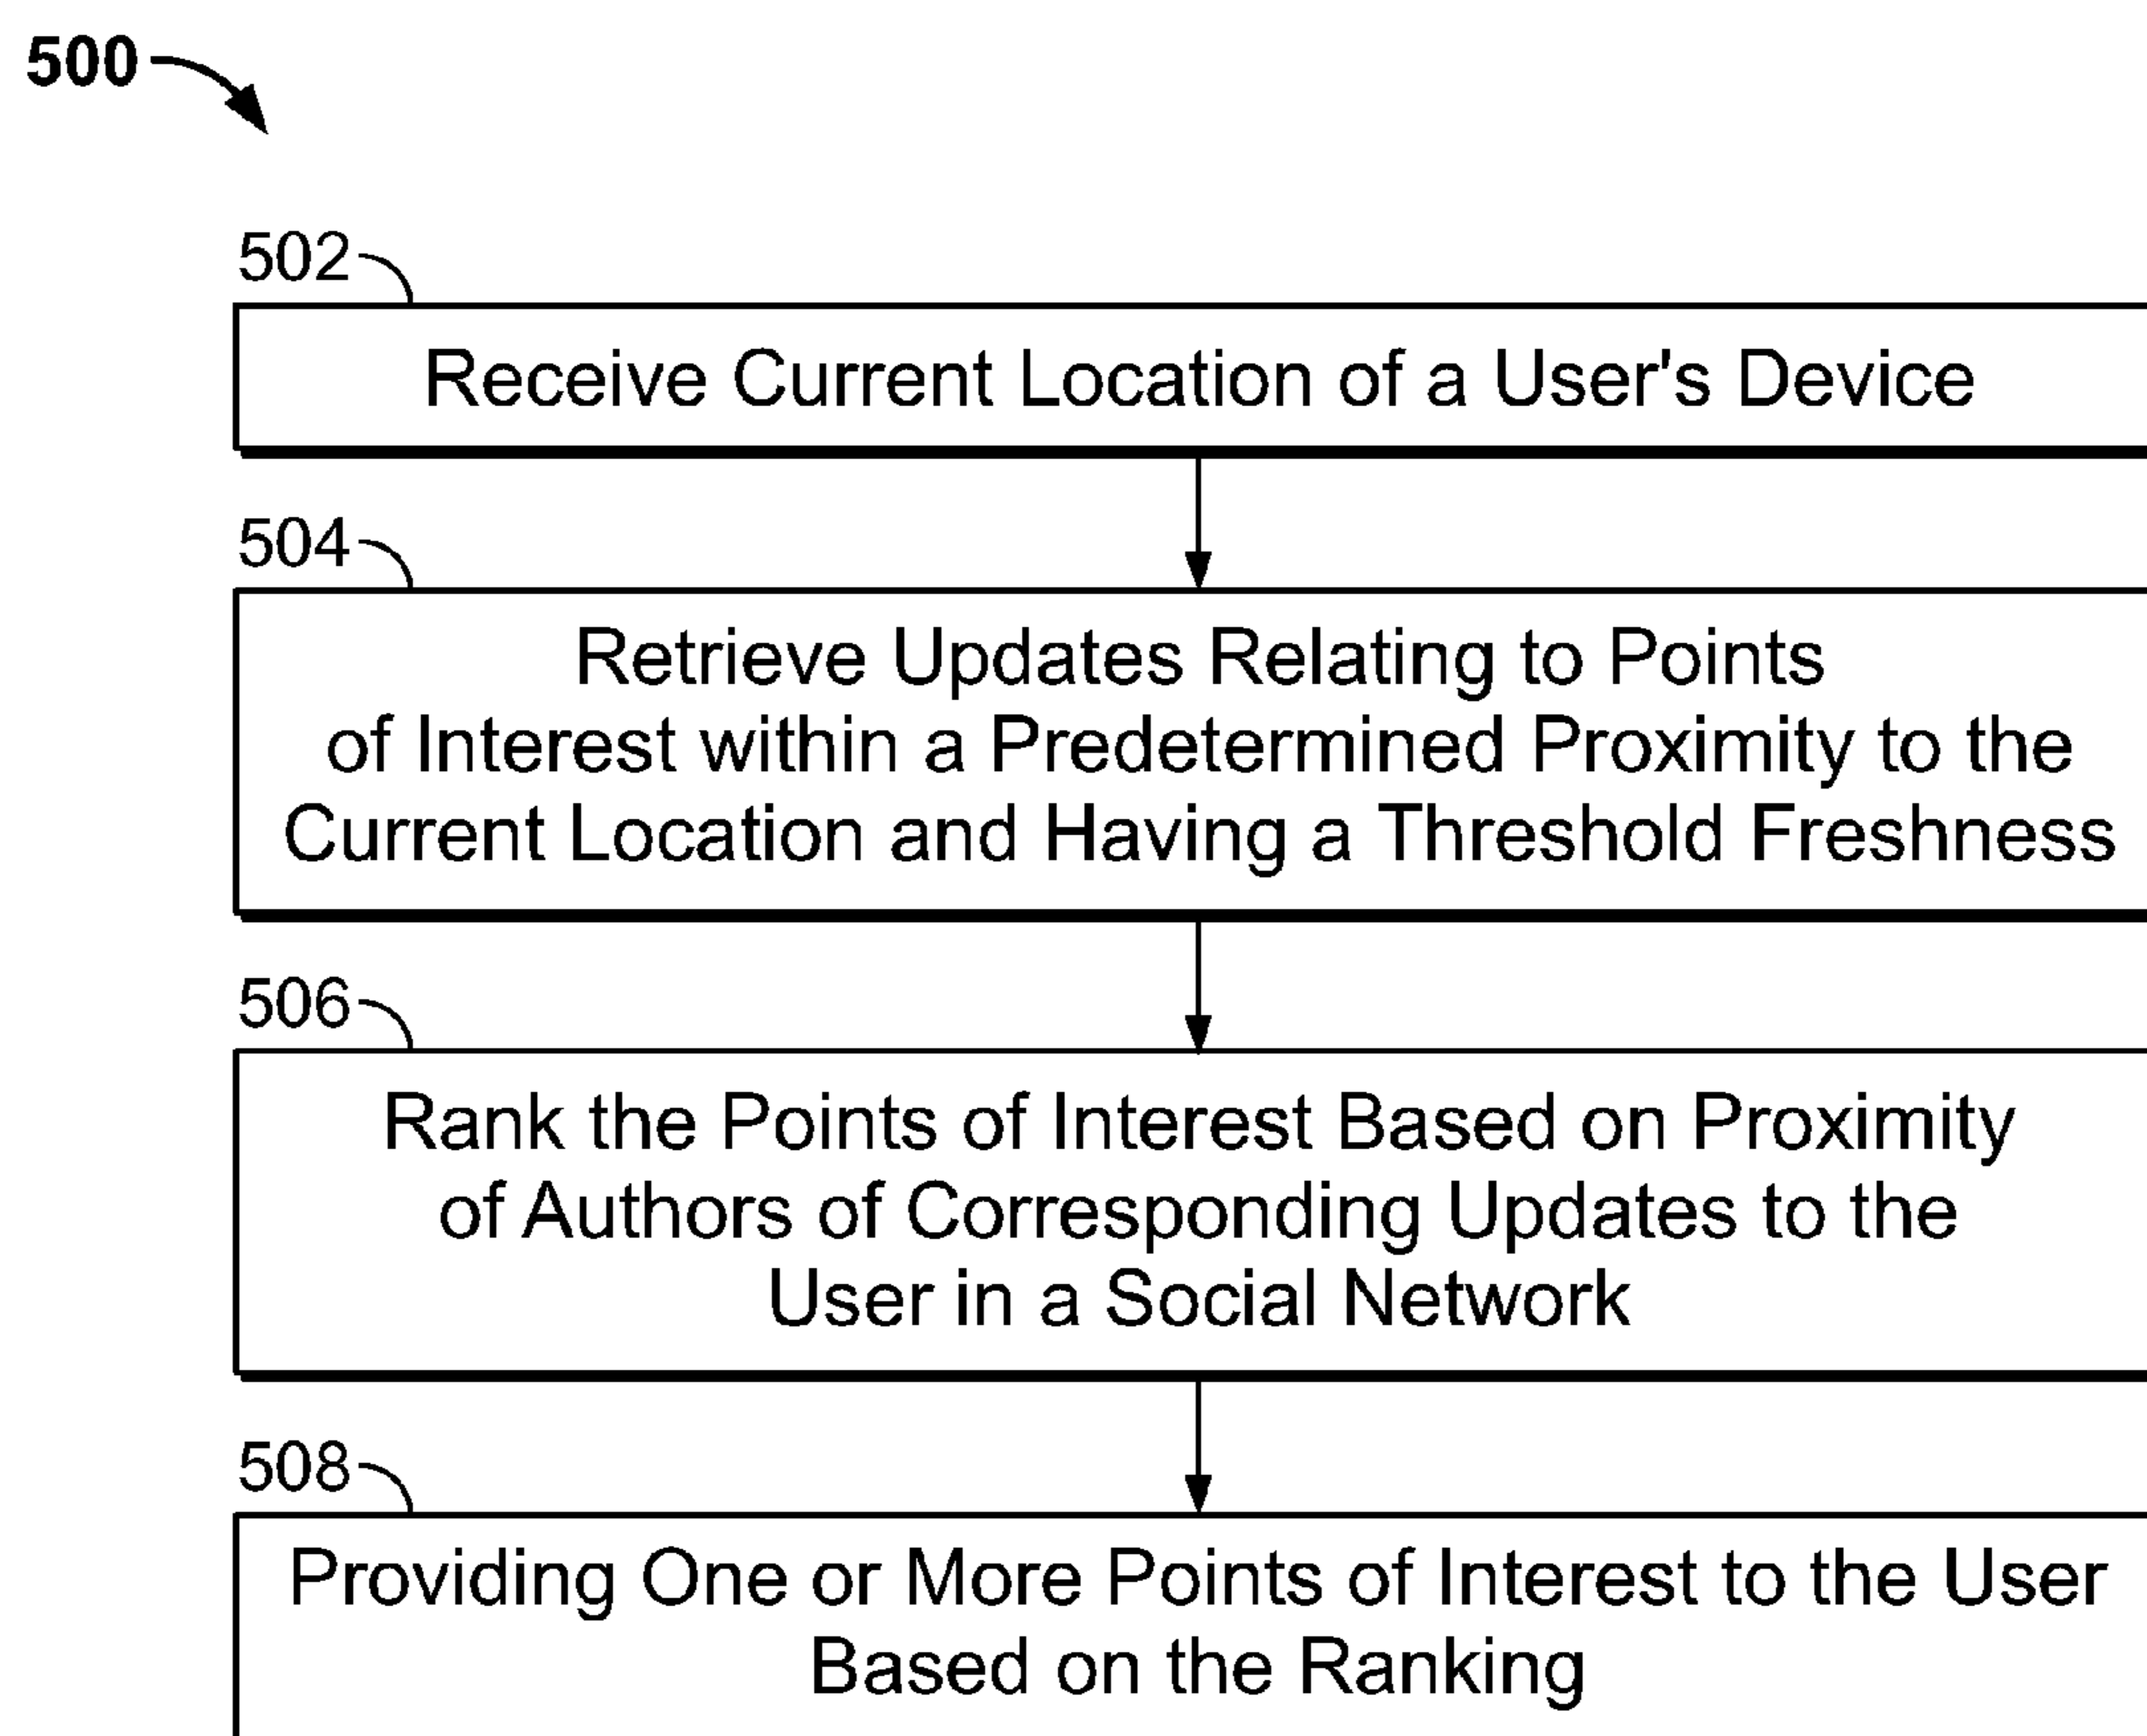 500
502
Receive Current Location of a User's Device
504
Retrieve Updates Relating to Points
of Interest within a Predetermined Proximity to the
Current Location and Having a Threshold Freshness
506
Rank the Points of Interest Based on Proximity
of Authors of Corresponding Updates to the
User in a Social Network
508
Providing One or More Points of Interest to the User
Based on the Ranking